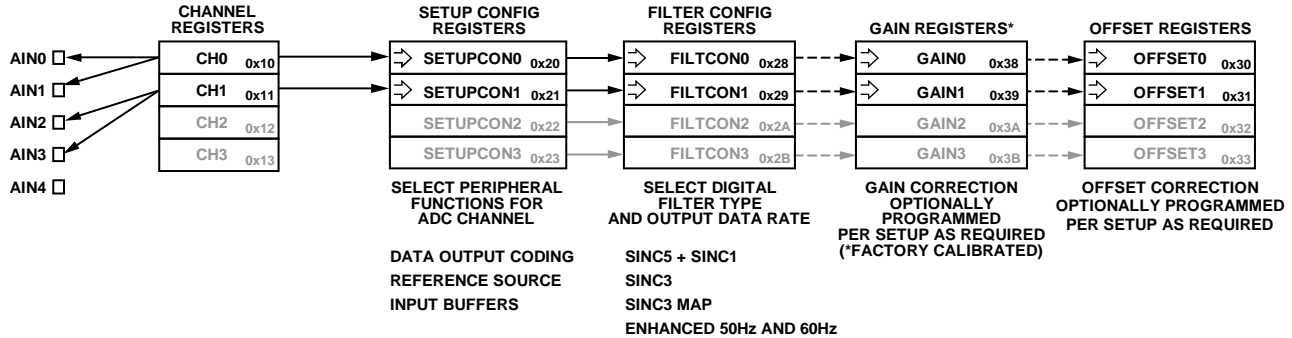 CHANNEL
REGISTERS
SETUP CONFIG
REGISTERS
FILTER CONFIG
REGISTERS
GAIN REGISTERS*
OFFSET REGISTERS
AIN0
CH0 0x10
SETUPCON0 0x20
FILTCON0 0x28
GAIN0 0x38
OFFSET0 0x30
AIN1
CH1 0x11
SETUPCON1 0x21
FILTCON1 0x29
GAIN1 0x39
OFFSET1 0x31
AIN2
CH2 0x12
SETUPCON2 0x22
FILTCON2 0x2A
GAIN2 0x3A
OFFSET2 0x32
AIN3
CH3 0x13
SETUPCON3 0x23
FILTCON3 0x2B
GAIN3 0x3B
OFFSET3 0x33
AIN4
SELECT PERIPHERAL
FUNCTIONS FOR
ADC CHANNEL
SELECT DIGITAL
FILTER TYPE
AND OUTPUT DATA RATE
GAIN CORRECTION
OPTIONALLY
PROGRAMMED
PER SETUP AS REQUIRED
(*FACTORY CALIBRATED)
OFFSET CORRECTION
OPTIONALLY PROGRAMMED
PER SETUP AS REQUIRED
DATA OUTPUT CODING
REFERENCE SOURCE
INPUT BUFFERS
SINC5 + SINC1
SINC3
SINC3 MAP
ENHANCED 50Hz AND 60Hz